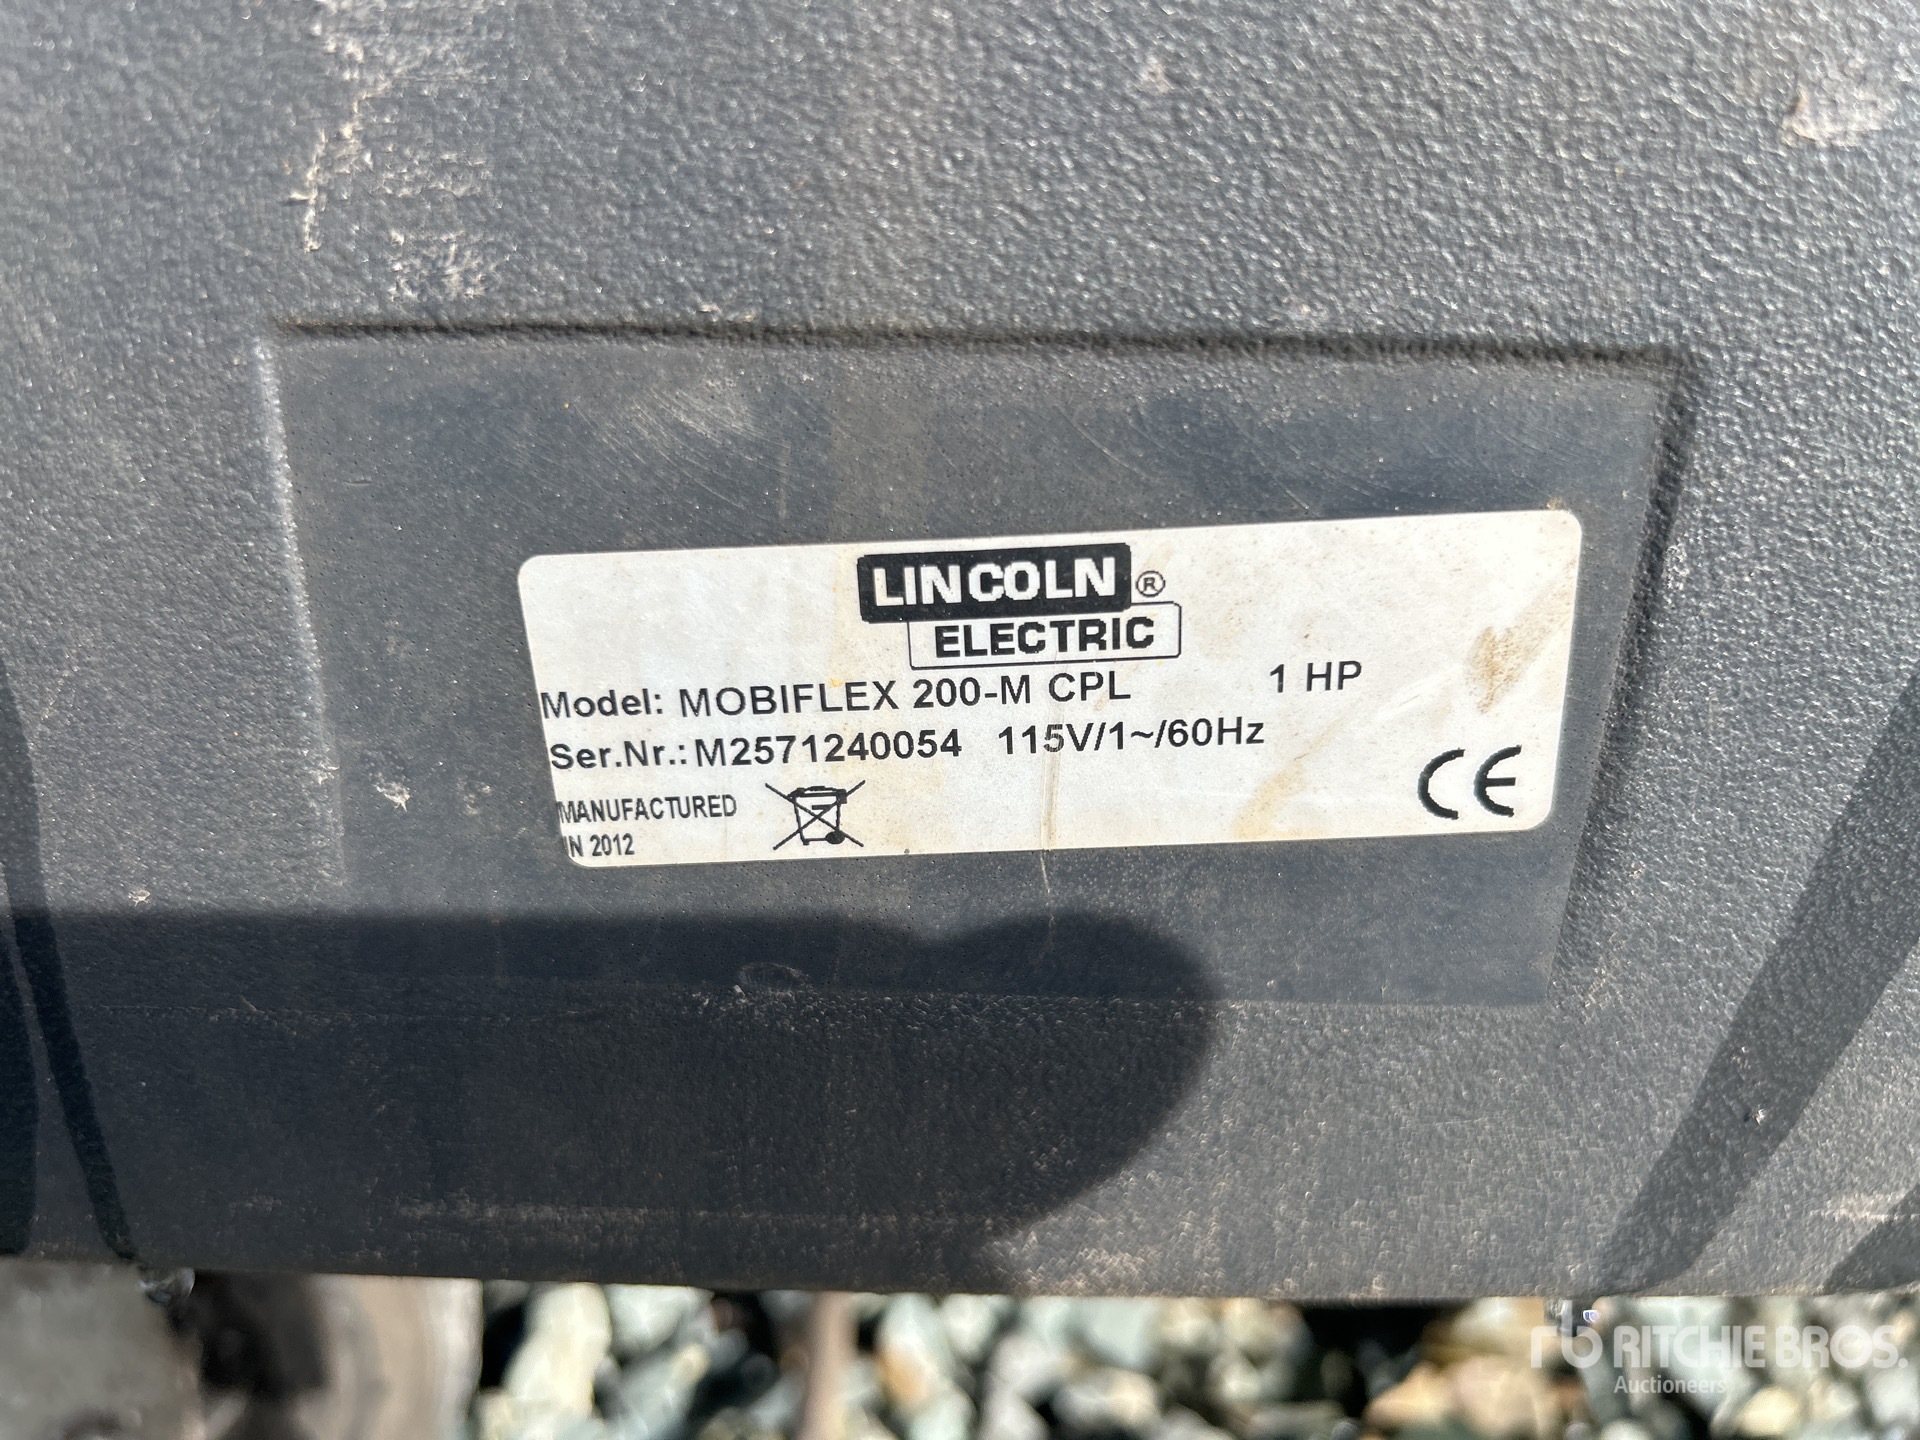 LINCOLN ®
ELECTRIC
Model: MOBIFLEX 200-M CPL 1 HP
Ser.Nr.: M2571240054 115V/1~/60Hz
MANUFACTURED
IN 2012
CE
rb RITCHIE BROS.
Auctioneers